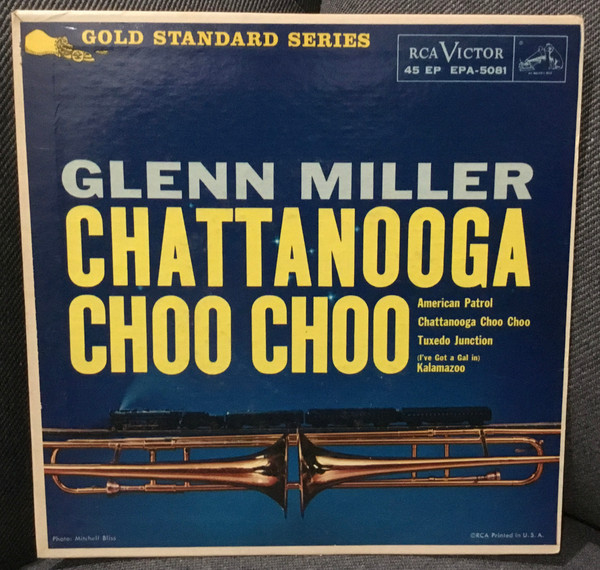 GOLD STANDARD SERIES
RCA VICTOR
45 EP EPA-5081
GLENN MILLER
CHATTANOOGA
CHOO CHOO
American Patrol
Chattanooga Choo Choo
Tuxedo Junction
(I've Got a Gal in)
Kalamazoo
Photo: Mitchell Bliss
©RCA Printed in U. S. A.